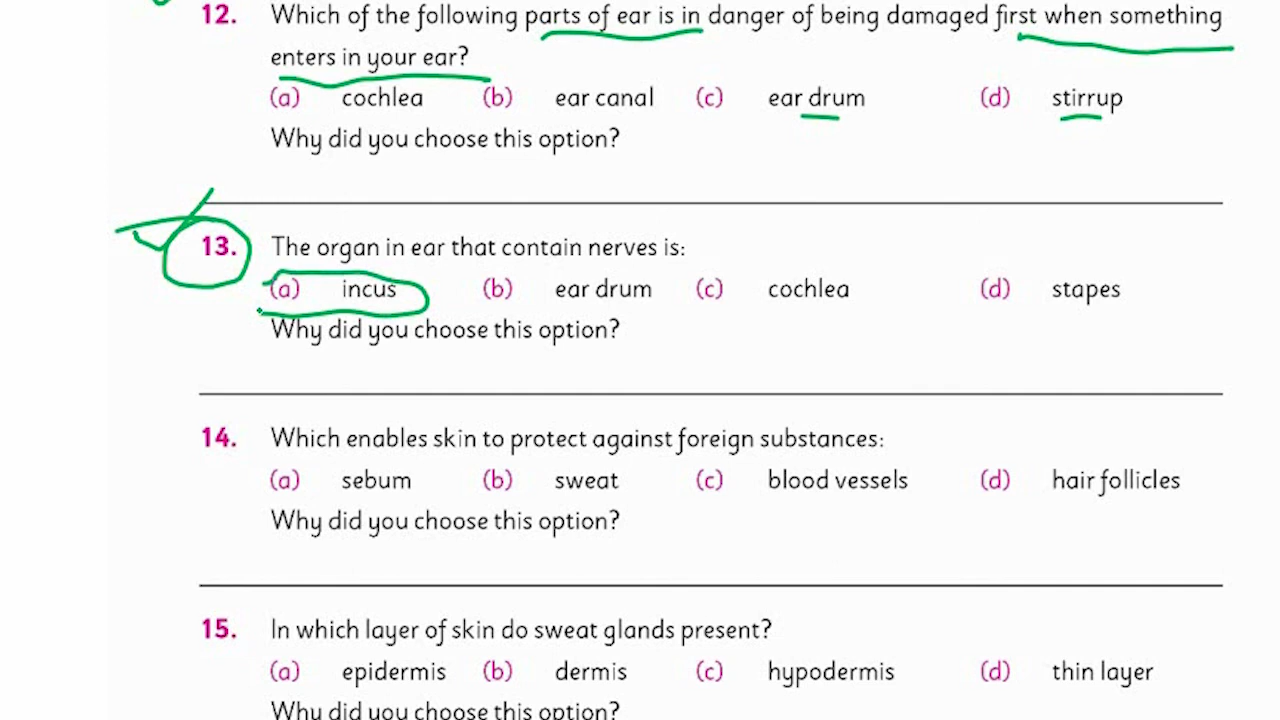 12. Which of the following parts of ear is in danger of being damaged first when something
enters in your ear?
(a) cochlea (b) ear canal (c) ear drum (d) stirrup
Why did you choose this option?
13. The organ in ear that contain nerves is:
(a) incus (b) ear drum (c) cochlea (d) stapes
Why did you choose this option?
14. Which enables skin to protect against foreign substances:
(a) sebum (b) sweat (c) blood vessels (d) hair follicles
Why did you choose this option?
15. In which layer of skin do sweat glands present?
(a) epidermis (b) dermis (c) hypodermis (d) thin layer
Why did you choose this option?